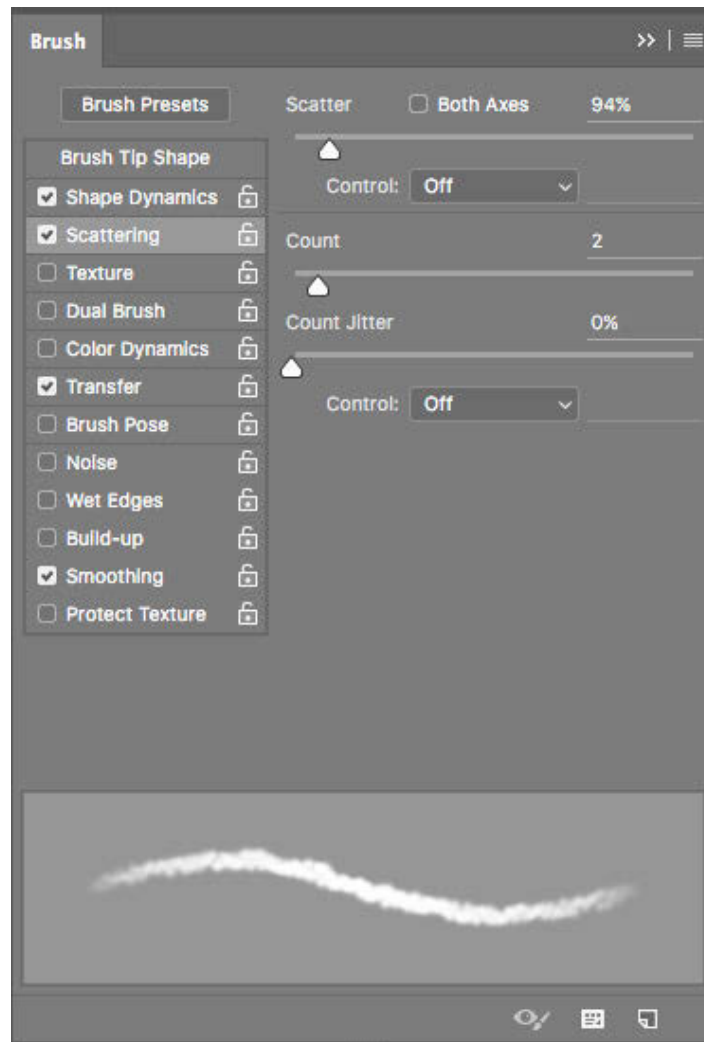 Brush
Brush Presets
Scatter Both Axes 94%
Brush Tip Shape
Control: Off
Shape Dynamics
Scattering
Count 2
Texture
Dual Brush
Count Jitter 0%
Color Dynamics
Transfer
Control: Off
Brush Pose
Noise
Wet Edges
Build-up
Smoothing
Protect Texture